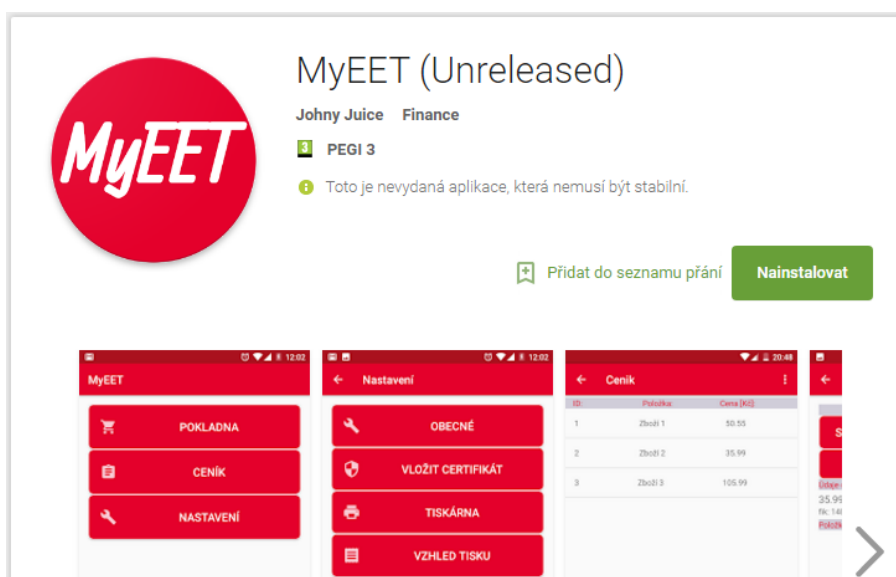 MyEET (Unreleased)
MyEET
Johny Juice Finance
3 PEGI 3
Toto je nevydaná aplikace, která nemusí být stabilní.
Přidat do seznamu přání
Nainstalovat
12:02
MyEET
POKLADNA
CENÍK
NASTAVENÍ
12:02
Nastavení
OBECNÉ
VLOŽIT CERTIFIKÁT
TISKÁRNA
VZHLED TISKU
20:48
Ceník
ID: Položka: Cena [Kč]
1 Zboží 1 50.55
2 Zboží 2 35.99
3 Zboží 3 105.99
S
Údaje
35.99